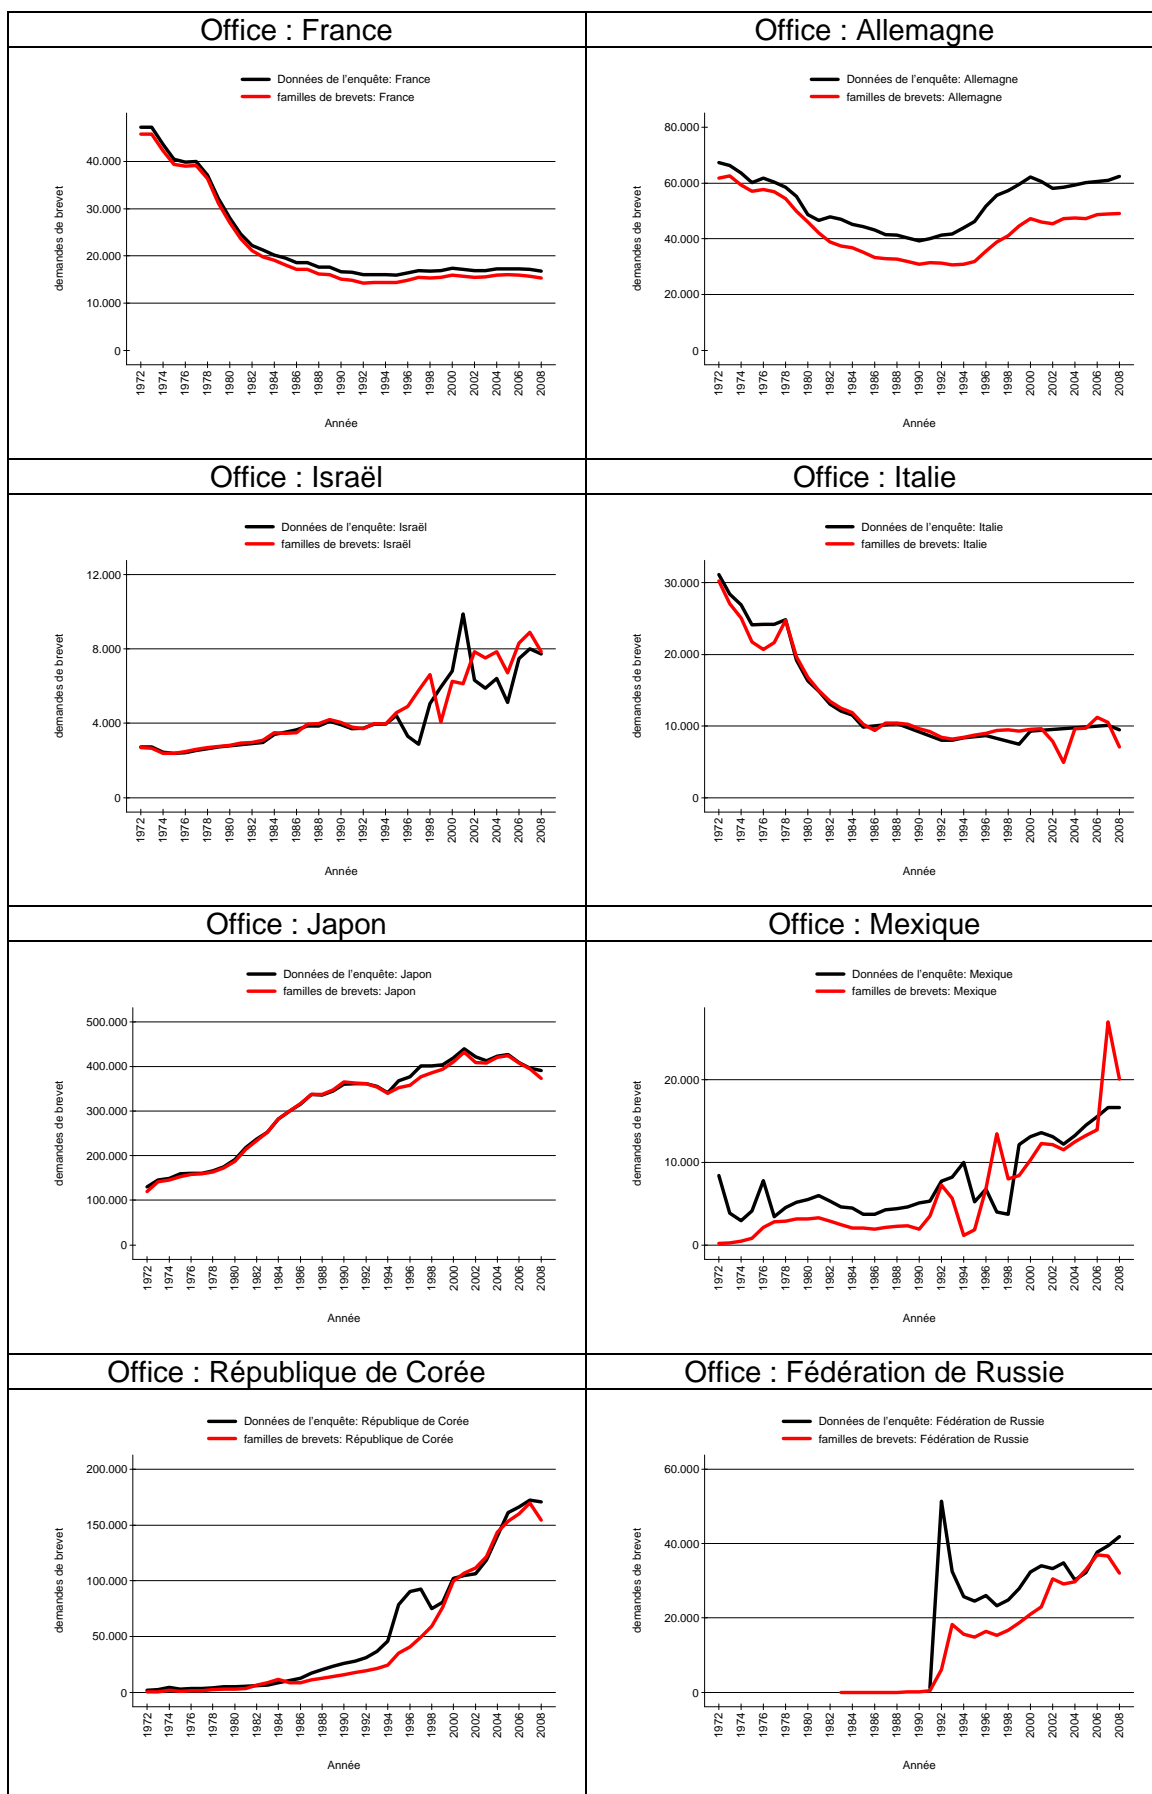 Office : France
Données de l'enquête: France
familles de brevets: France
demandes de brevet
40.000
30.000
20.000
10.000
0
1972 1974 1976 1978 1980 1982 1984 1986 1988 1990 1992 1994 1996 1998 2000 2002 2004 2006 2008
Année
Office : Allemagne
Données de l'enquête: Allemagne
familles de brevets: Allemagne
demandes de brevet
80.000
60.000
40.000
20.000
0
1972 1974 1976 1978 1980 1982 1984 1986 1988 1990 1992 1994 1996 1998 2000 2002 2004 2006 2008
Année
Office : Israël
Données de l'enquête: Israël
familles de brevets: Israël
demandes de brevet
12.000
8.000
4.000
0
1972 1974 1976 1978 1980 1982 1984 1986 1988 1990 1992 1994 1996 1998 2000 2002 2004 2006 2008
Année
Office : Italie
Données de l'enquête: Italie
familles de brevets: Italie
demandes de brevet
30.000
20.000
10.000
0
1972 1974 1976 1978 1980 1982 1984 1986 1988 1990 1992 1994 1996 1998 2000 2002 2004 2006 2008
Année
Office : Japon
Données de l'enquête: Japon
familles de brevets: Japon
demandes de brevet
500.000
400.000
300.000
200.000
100.000
0
1972 1974 1976 1978 1980 1982 1984 1986 1988 1990 1992 1994 1996 1998 2000 2002 2004 2006 2008
Année
Office : Mexique
Données de l'enquête: Mexique
familles de brevets: Mexique
demandes de brevet
20.000
10.000
0
1972 1974 1976 1978 1980 1982 1984 1986 1988 1990 1992 1994 1996 1998 2000 2002 2004 2006 2008
Année
Office : République de Corée
Données de l'enquête: République de Corée
familles de brevets: République de Corée
demandes de brevet
200.000
150.000
100.000
50.000
0
1972 1974 1976 1978 1980 1982 1984 1986 1988 1990 1992 1994 1996 1998 2000 2002 2004 2006 2008
Année
Office : Fédération de Russie
Données de l'enquête: Fédération de Russie
familles de brevets: Fédération de Russie
demandes de brevet
60.000
40.000
20.000
0
1972 1974 1976 1978 1980 1982 1984 1986 1988 1990 1992 1994 1996 1998 2000 2002 2004 2006 2008
Année